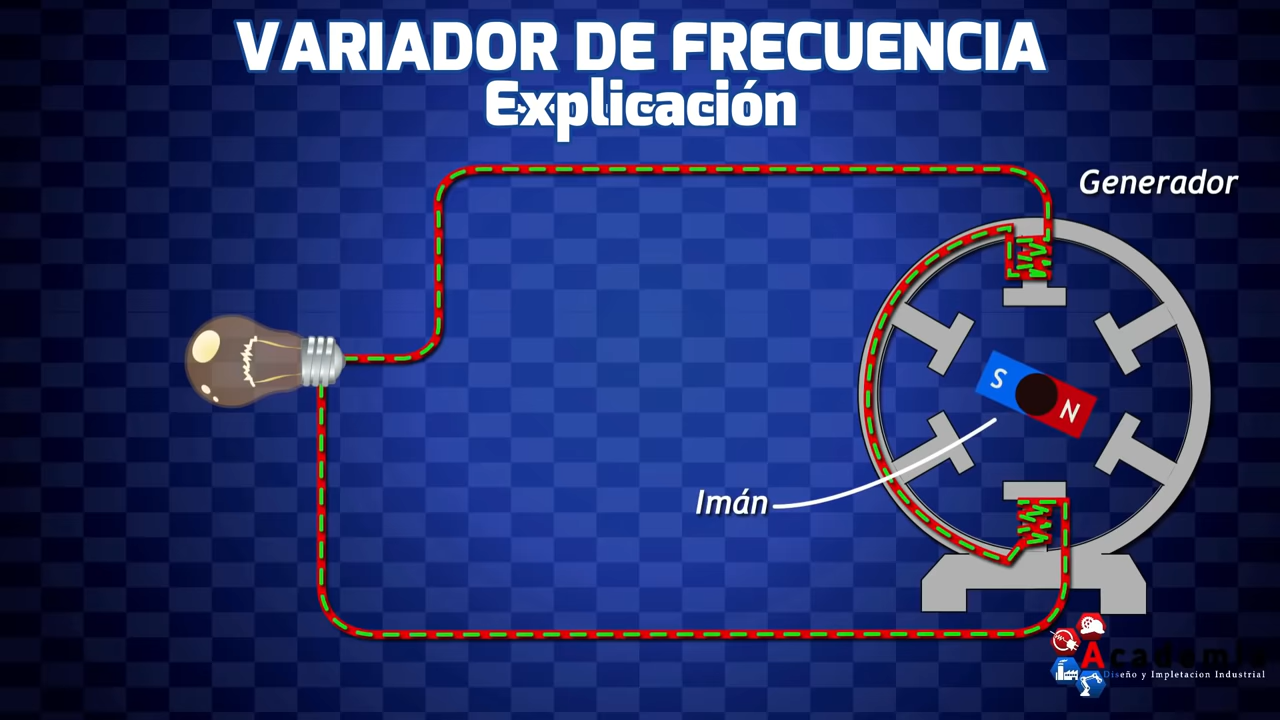 VARIADOR DE FRECUENCIA
Explicación
Generador
S
N
Imán
Academia
Diseño y Impletacion Industrial